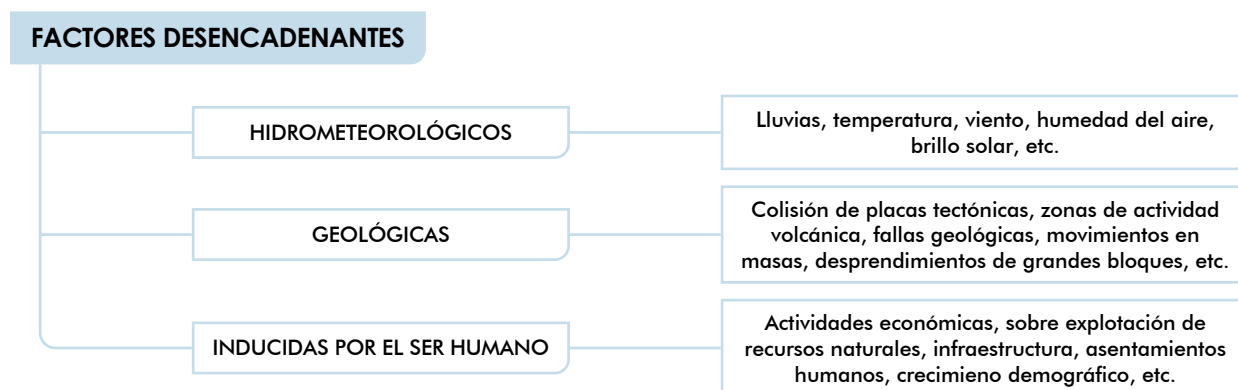 FACTORES DESENCADENANTES
HIDROMETEOROLÓGICOS
Lluvias, temperatura, viento, humedad del aire,
brillo solar, etc.
GEOLÓGICAS
Colisión de placas tectónicas, zonas de actividad
volcánica, fallas geológicas, movimientos en
masas, desprendimientos de grandes bloques, etc.
INDUCIDAS POR EL SER HUMANO
Actividades económicas, sobre explotación de
recursos naturales, infraestructura, asentamientos
humanos, crecimieno demográfico, etc.